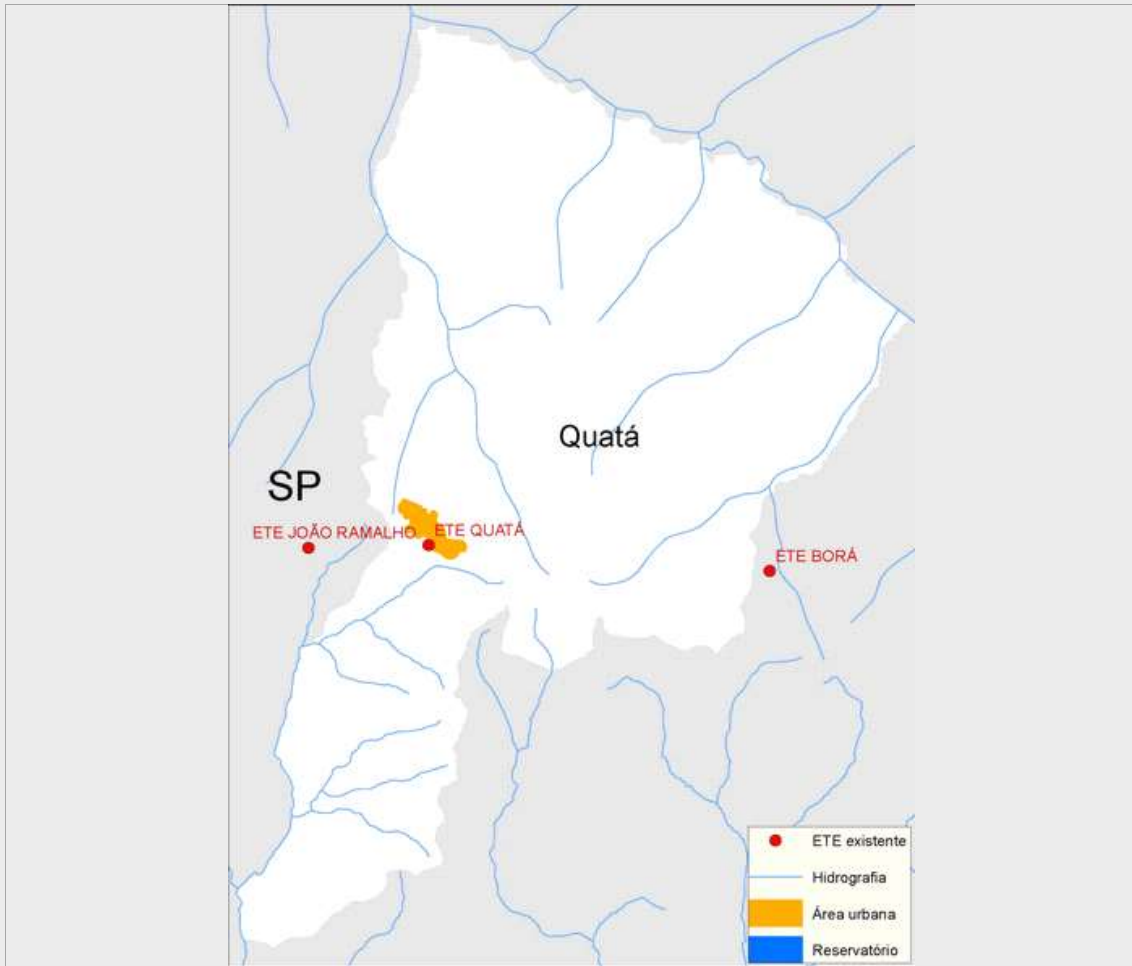 Quatá
SP
ETE JOÃO RAMALHO
ETE QUATÁ
ETE BORÁ
ETE existente
Hidrografia
Área urbana
Reservatório